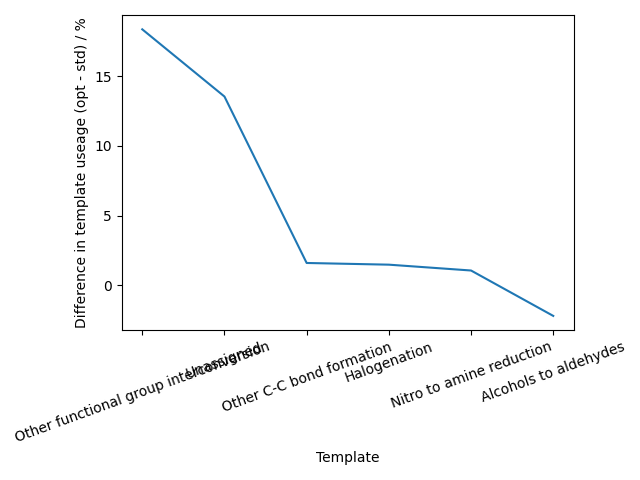 Difference in template useage (opt - std) / %
15
10
5
0
Other functional group interconversion
Unassigned
Other C-C bond formation
Halogenation
Nitro to amine reduction
Alcohols to aldehydes
Template